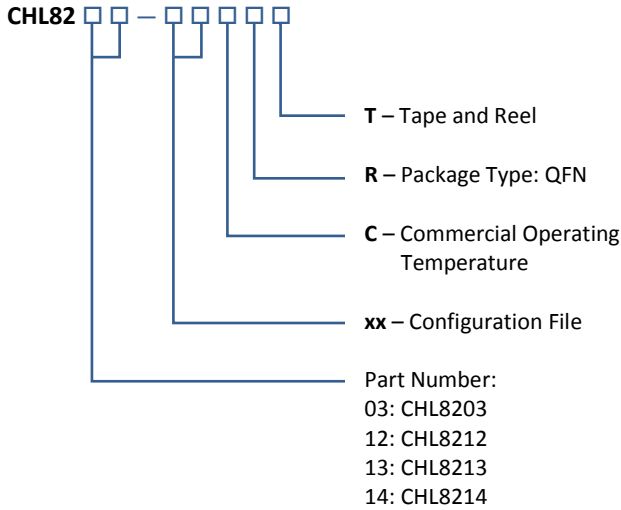 CHL82 □ □ – □ □ □ □ □
T – Tape and Reel
R – Package Type: QFN
C – Commercial Operating
Temperature
xx – Configuration File
Part Number:
03: CHL8203
12: CHL8212
13: CHL8213
14: CHL8214